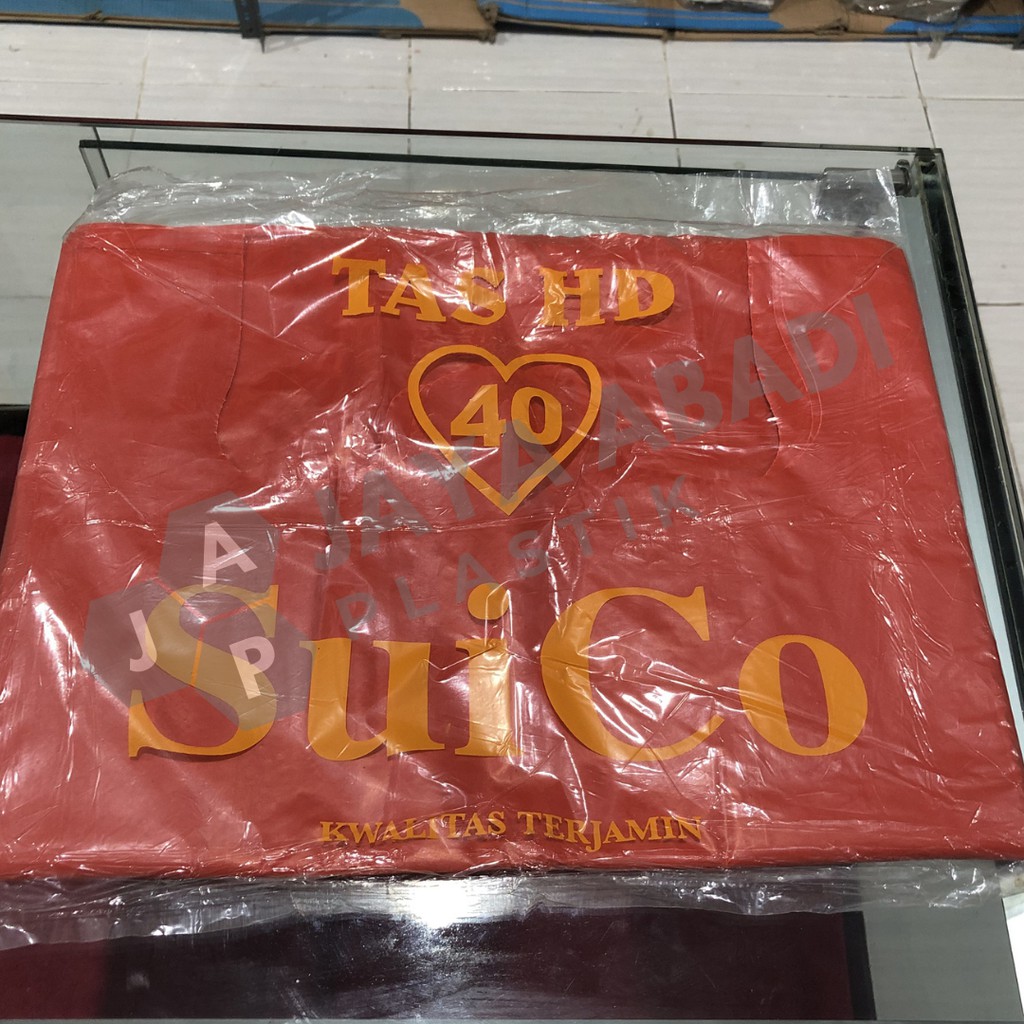 TAS HD
40
JAYA ABADI
PLASTIK
A
J P
SuiCo
KWALITAS TERJAMIN